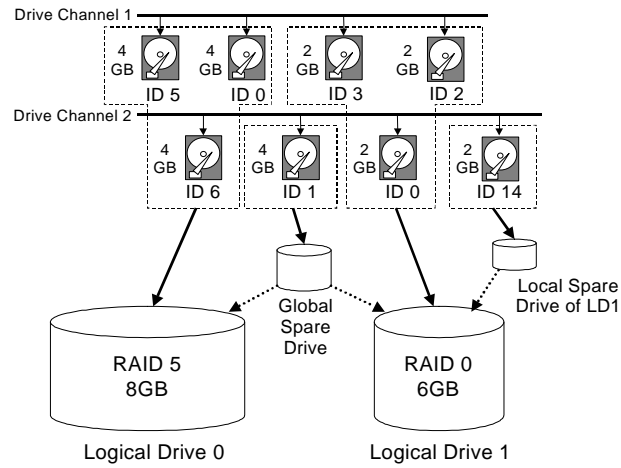 Drive Channel 1
4 GB
4 GB
2 GB
2 GB
ID 5
ID 0
ID 3
ID 2
Drive Channel 2
4 GB
4 GB
2 GB
2 GB
ID 6
ID 1
ID 0
ID 14
Global
Spare
Drive
Local Spare
Drive of LD1
RAID 5
8GB
RAID 0
6GB
Logical Drive 0
Logical Drive 1